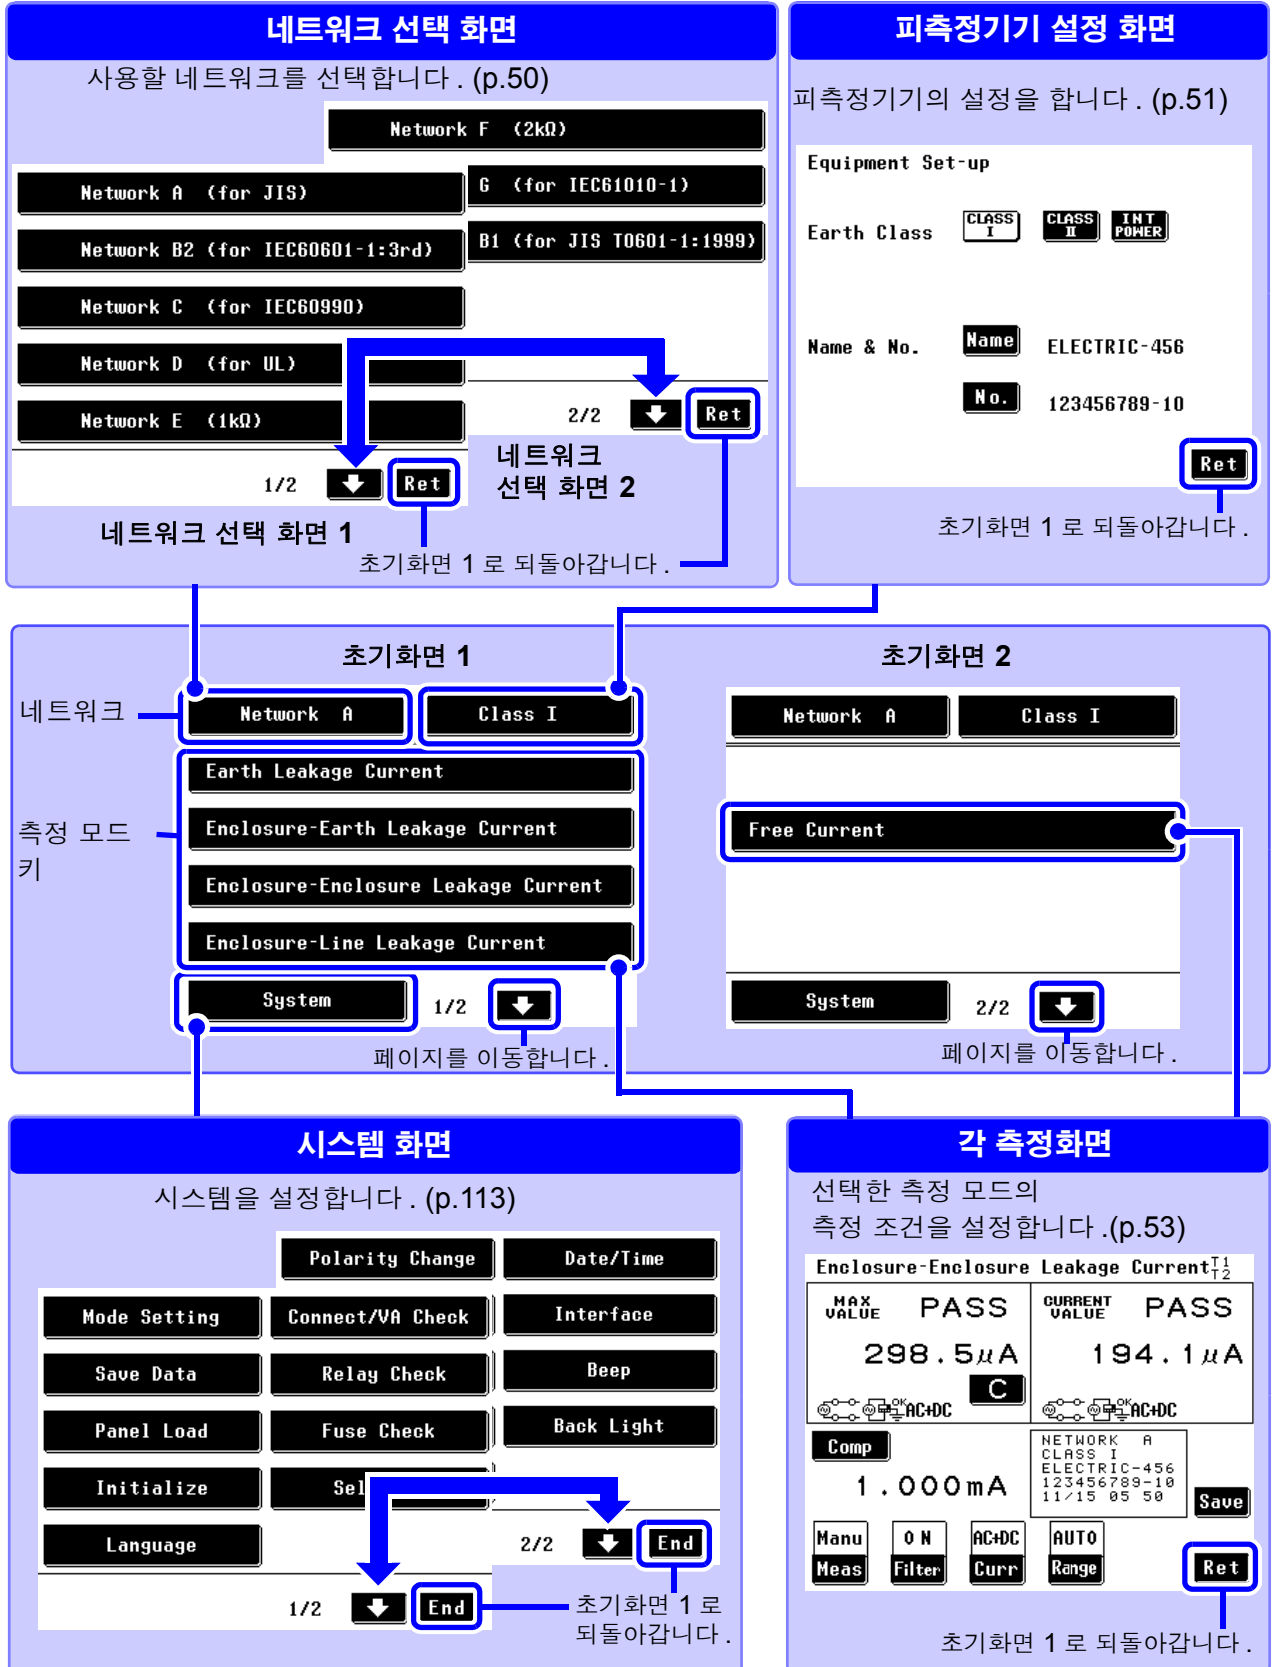 네트워크 선택 화면
사용할 네트워크를 선택합니다 . (p.50)
Network F (2kΩ)
G (for IEC61010-1)
B1 (for JIS T0601-1:1999)
Network A (for JIS)
Network B2 (for IEC60601-1:3rd)
Network C (for IEC60990)
Network D (for UL)
Network E (1kΩ)
2/2 Ret
1/2 Ret
네트워크
선택 화면 2
네트워크 선택 화면 1
초기화면 1 로 되돌아갑니다 .
피측정기기 설정 화면
피측정기기의 설정을 합니다 . (p.51)
Equipment Set-up
Earth Class CLASS I CLASS II INT POWER
Name & No. Name ELECTRIC-456
No. 123456789-10
Ret
초기화면 1 로 되돌아갑니다 .
초기화면 1
네트워크
Network A Class I
측정 모드
키
Earth Leakage Current
Enclosure-Earth Leakage Current
Enclosure-Enclosure Leakage Current
Enclosure-Line Leakage Current
System 1/2
페이지를 이동합니다 .
초기화면 2
Network A Class I
Free Current
System 2/2
페이지를 이동합니다 .
시스템 화면
시스템을 설정합니다 . (p.113)
Polarity Change Date/Time
Mode Setting Connect/VA Check Interface
Save Data Relay Check Beep
Panel Load Fuse Check Back Light
Initialize Sel
Language
2/2 End
1/2 End
초기화면 1 로
되돌아갑니다 .
각 측정화면
선택한 측정 모드의
측정 조건을 설정합니다 .(p.53)
Enclosure-Enclosure Leakage Current T1 T2
MAX VALUE PASS
298.5μA
C
OK AC+DC
CURRENT VALUE PASS
194.1μA
OK AC+DC
Comp
1.000mA
NETWORK A
CLASS I
ELECTRIC-456
123456789-10
11/15 05 50
Save
Manu ON AC+DC AUTO
Meas Filter Curr Range
Ret
초기화면 1 로 되돌아갑니다 .